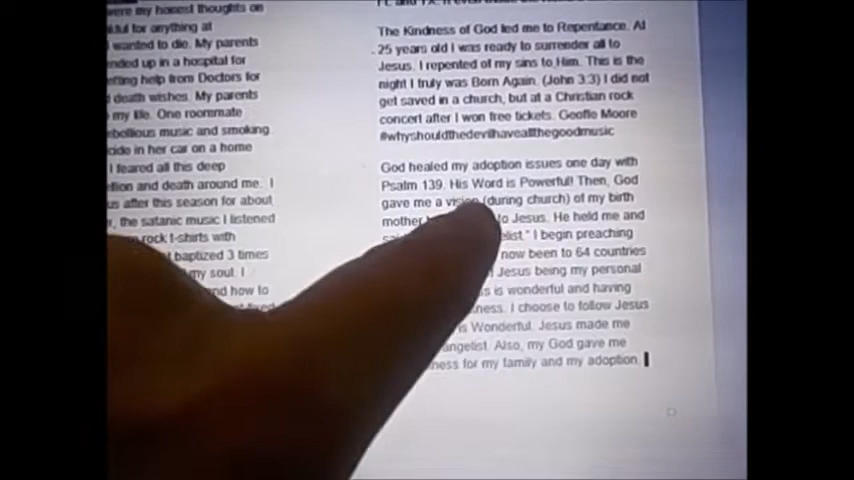 were my honest thoughts on
for anything at
I wanted to die. My parents
ended up in a hospital for
getting help from Doctors for
death wishes. My parents
my life. One roommate
rebellious music and smoking
in her car on a home
I feared all this deep
and death around me. I
us after this season for about
the satanic music I listened
rock t-shirts with
baptized 3 times
my soul. I
and how to
The Kindness of God led me to Repentance. At
25 years old I was ready to surrender all to
Jesus. I repented of my sins to Him. This is the
night I truly was Born Again. (John 3:3) I did not
get saved in a church, but at a Christian rock
concert after I won free tickets. Geoffe Moore
#whyshouldthedevilhaveallthegoodmusic
God healed my adoption issues one day with
Psalm 139. His Word is Powerful! Then, God
gave me a vision (during church) of my birth
mother to Jesus. He held me and
I begin preaching
now been to 64 countries
Jesus being my personal
is wonderful and having
I choose to follow Jesus
is Wonderful. Jesus made me
Also, my God gave me
for my family and my adoption.